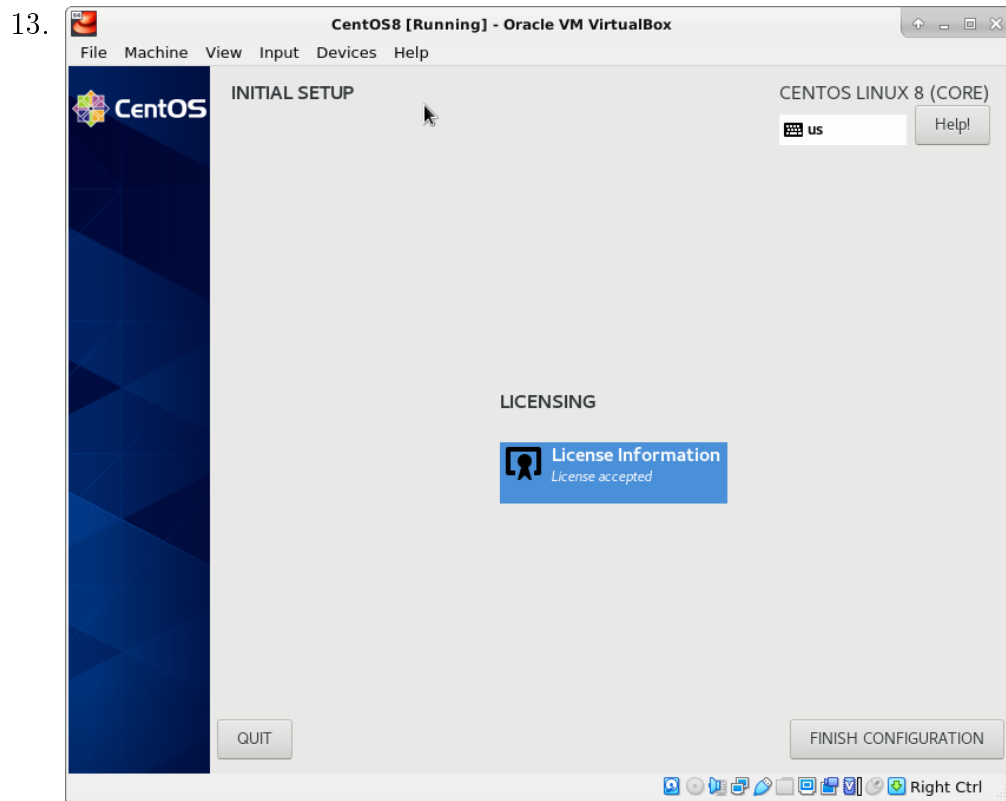 13.
CentOS8 [Running] - Oracle VM VirtualBox
File Machine View Input Devices Help
CentOS
INITIAL SETUP
CENTOS LINUX 8 (CORE)
us
Help!
LICENSING
License Information
License accepted
QUIT
FINISH CONFIGURATION
Right Ctrl